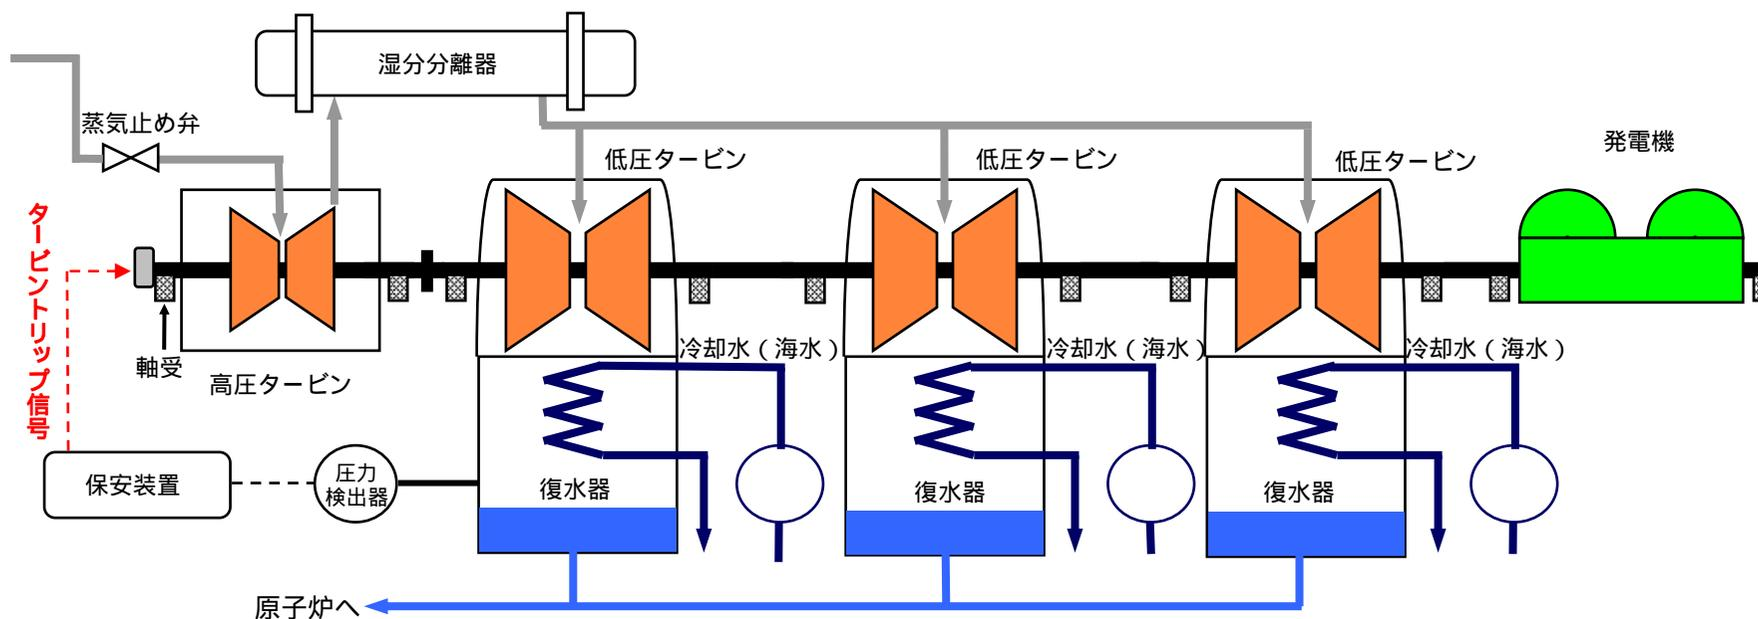 湿分分離器
蒸気止め弁
低圧タービン
低圧タービン
低圧タービン
発電機
タービントリップ信号
軸受
高圧タービン
冷却水（海水）
冷却水（海水）
冷却水（海水）
保安装置
圧力
検出器
復水器
復水器
復水器
原子炉へ